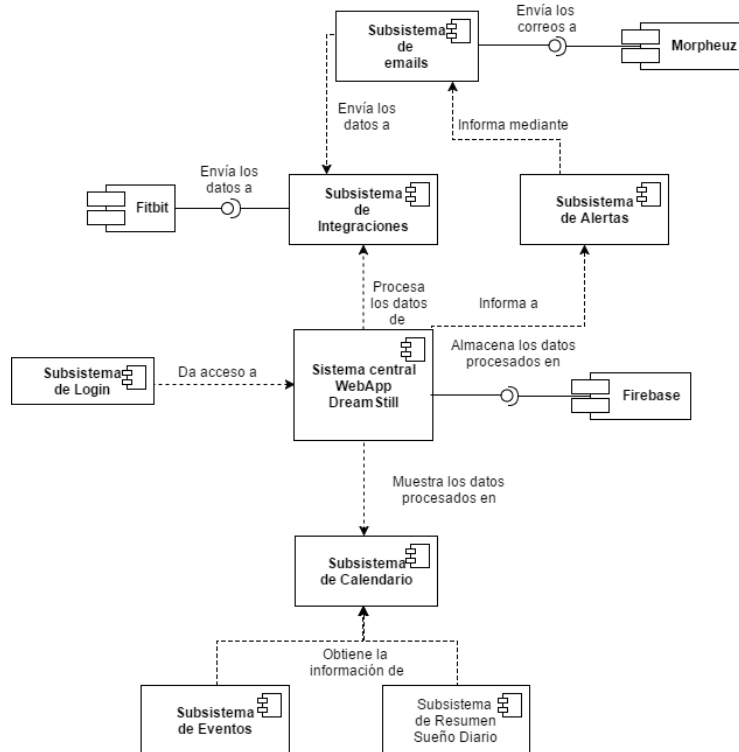 Envía los
correos a
Subsistema
de
emails
Morpheuz
Envía los
datos a
Informa mediante
Envía los
datos a
Fitbit
Subsistema
de
Integraciones
Subsistema
de Alertas
Procesa
los datos
de
Informa a
Almacena los datos
procesados en
Subsistema
de Login
Da acceso a
Sistema central
WebApp
DreamStill
Firebase
Muestra los datos
procesados en
Subsistema
de Calendario
Obtiene la
información de
Subsistema
de Eventos
Subsistema
de Resumen
Sueño Diario